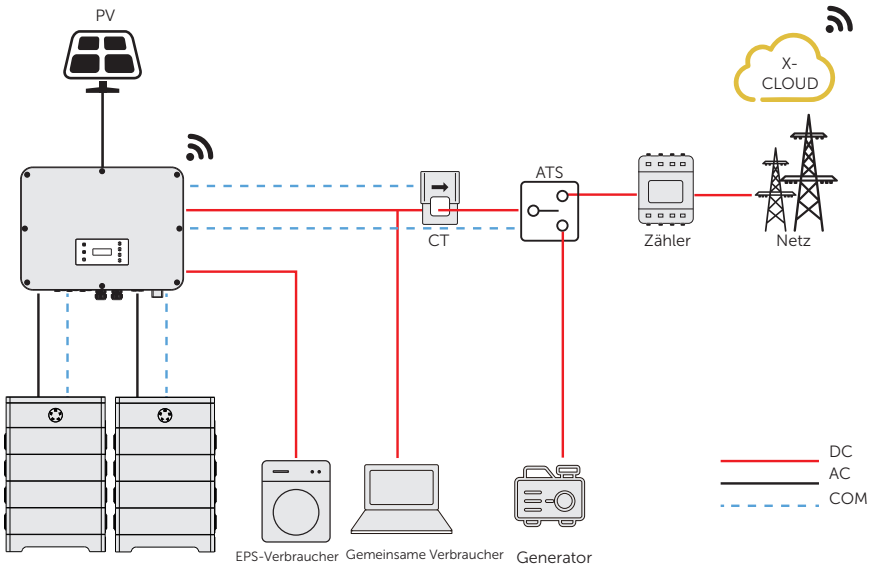 PV
X-
CLOUD
ATS
CT
Zähler
Netz
DC
AC
COM
EPS-Verbraucher
Gemeinsame Verbraucher
Generator